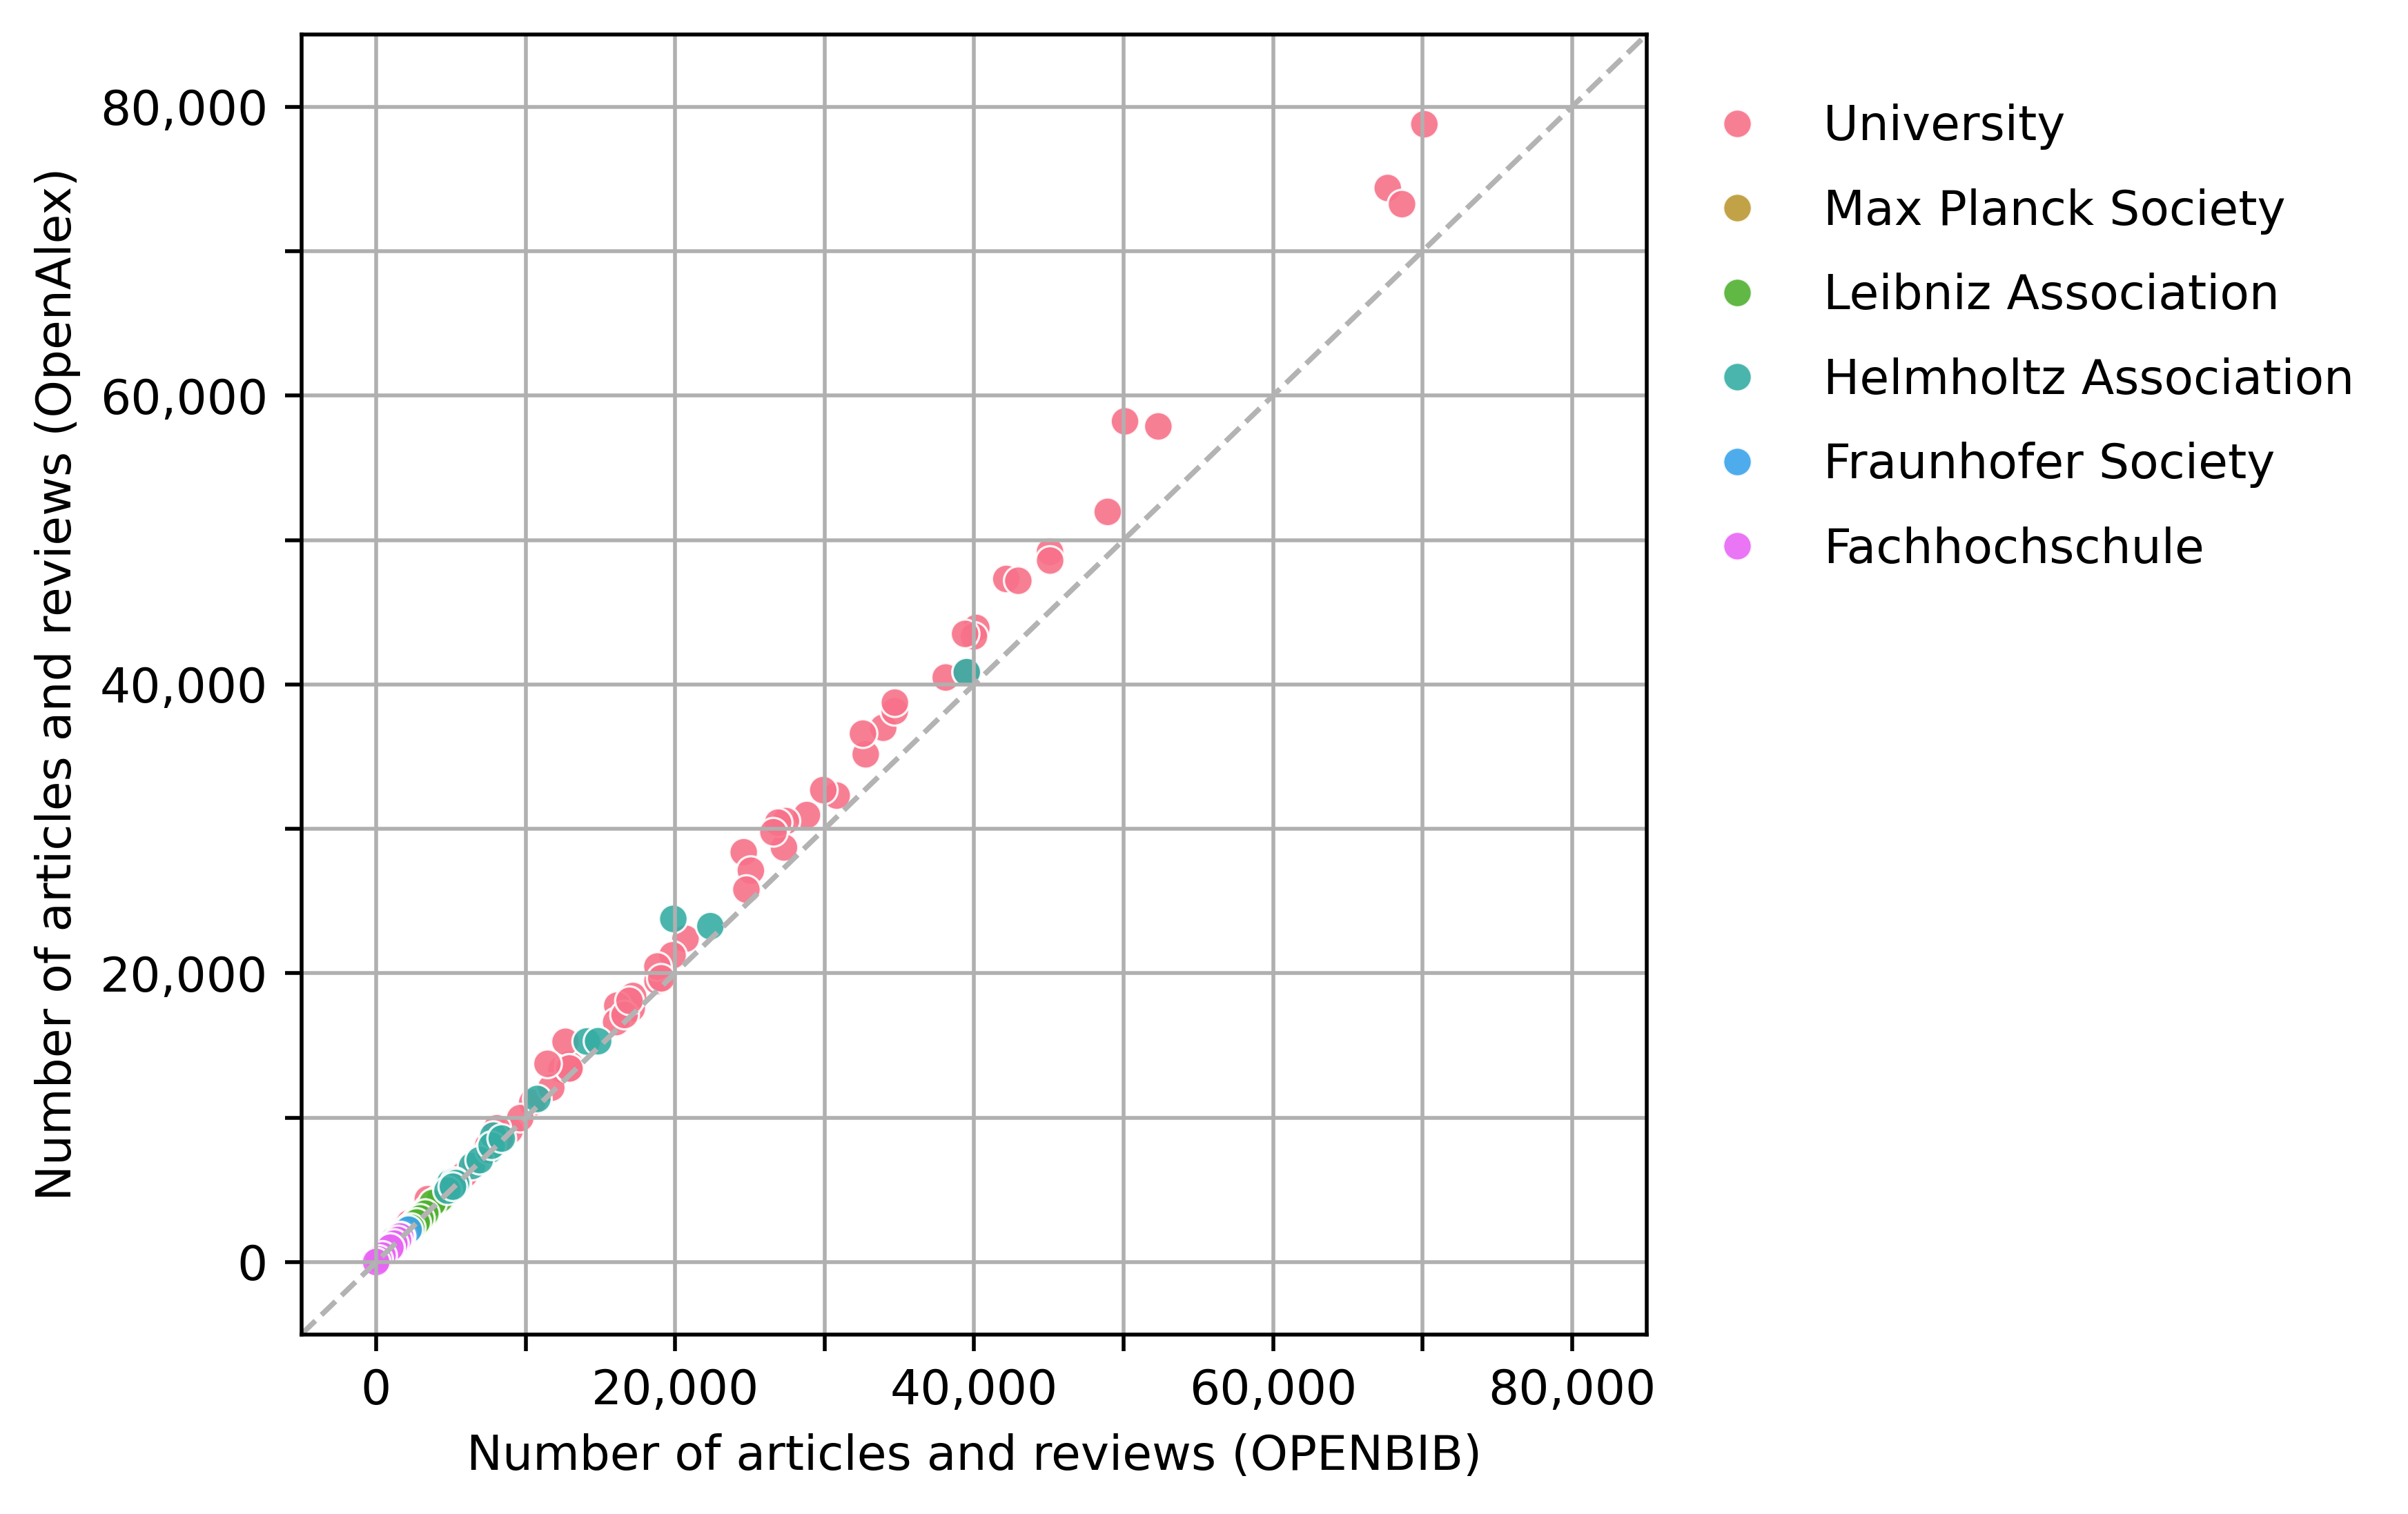 80,000
60,000
40,000
20,000
0
Number of articles and reviews (OpenAlex)
0
20,000
40,000
60,000
80,000
Number of articles and reviews (OPENBIB)
University
Max Planck Society
Leibniz Association
Helmholtz Association
Fraunhofer Society
Fachhochschule